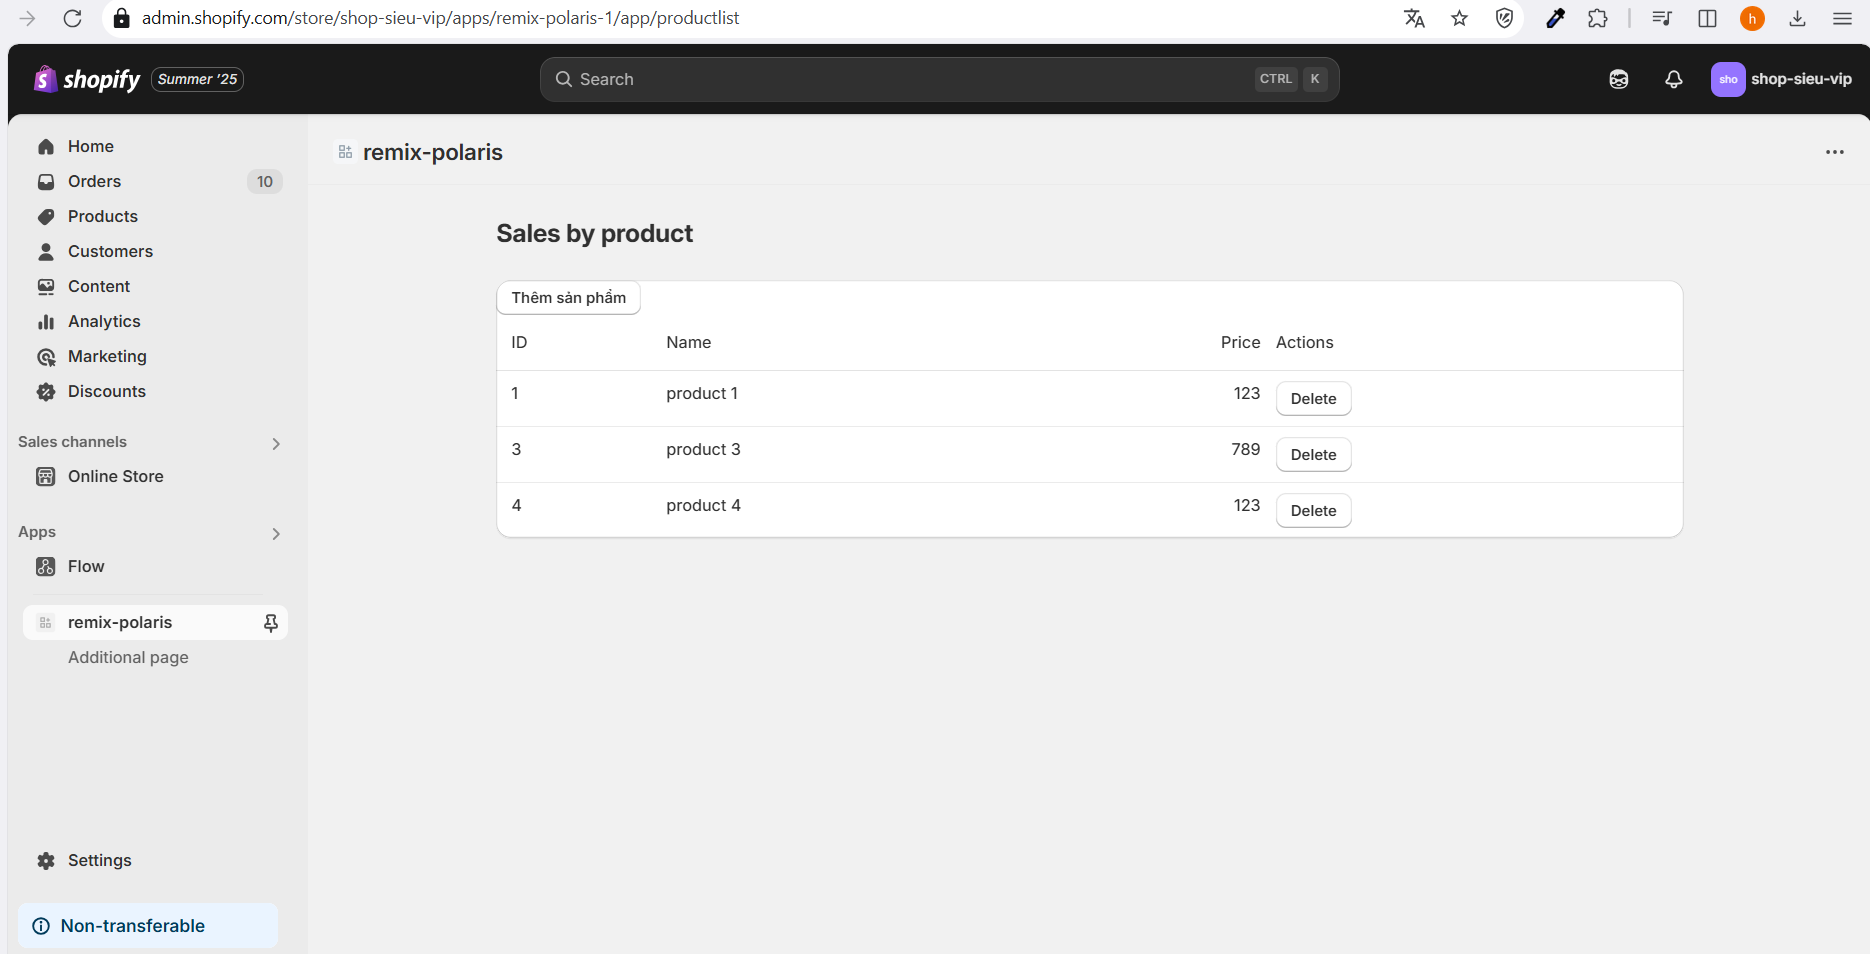 admin.shopify.com/store/shop-sieu-vip/apps/remix-polaris-1/app/productlist
h
shopify Summer '25
Search CTRL K
sho shop-sieu-vip
Home
Orders 10
Products
Customers
Content
Analytics
Marketing
Discounts
Sales channels
Online Store
Apps
Flow
remix-polaris
Additional page
Settings
Non-transferable
remix-polaris
Sales by product
Thêm sản phẩm
ID Name Price Actions
1 product 1 123 Delete
3 product 3 789 Delete
4 product 4 123 Delete